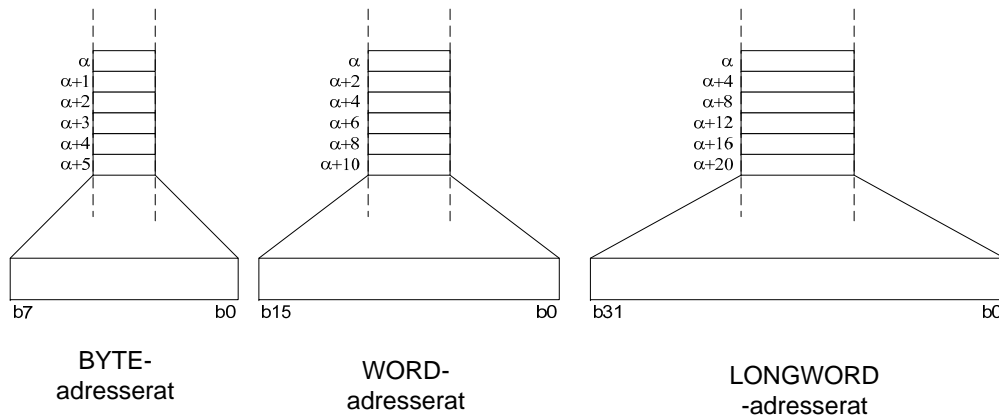 α
α+1
α+2
α+3
α+4
α+5
b7 b0
BYTE-
adresserat
α
α+2
α+4
α+6
α+8
α+10
b15 b0
WORD-
adresserat
α
α+4
α+8
α+12
α+16
α+20
b31 b0
LONGWORD
-adresserat